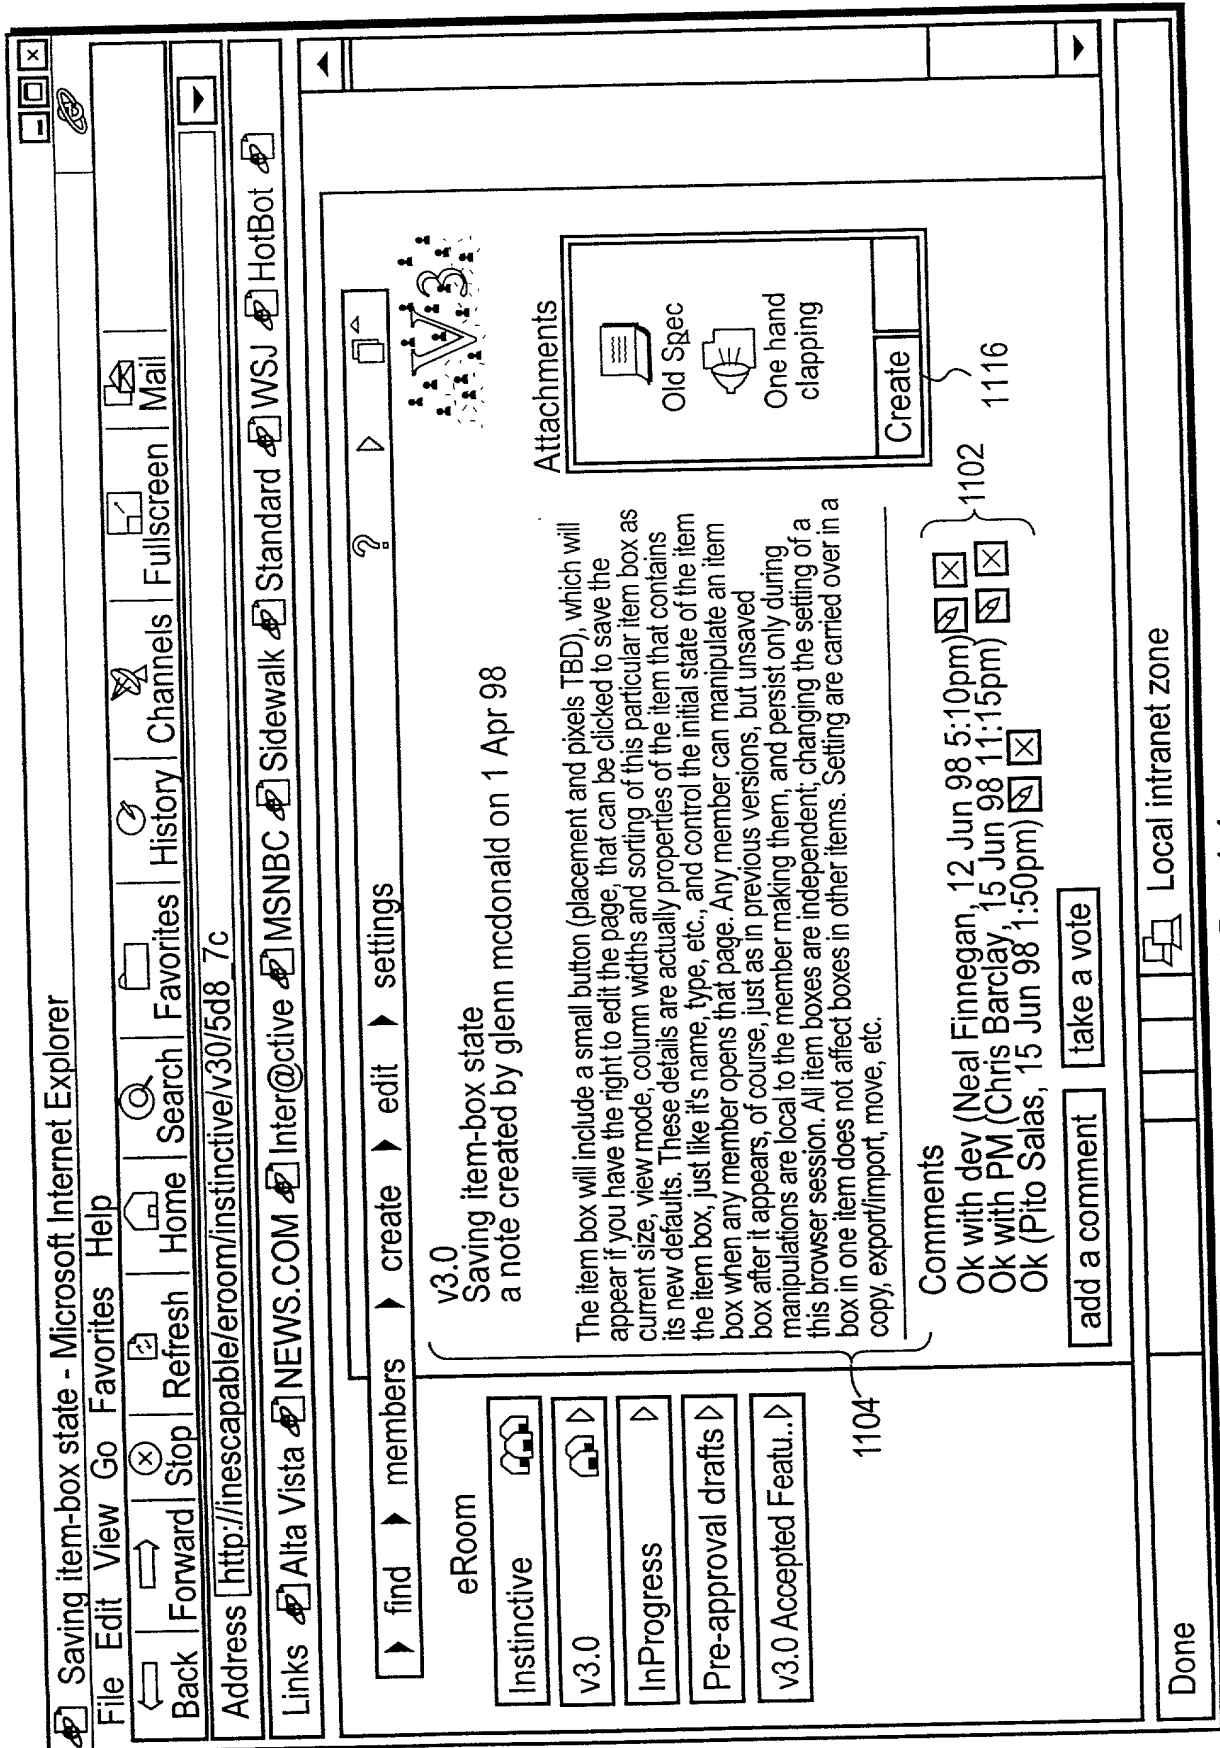 Saving item-box state - Microsoft Internet Explorer
File Edit View Go Favorites Help
Back Forward Stop Refresh Home Search Favorites History Channels Fullscreen Mail
Address http://inescapable/eroom/instinctive/v30/5d8_7c
Links Alta Vista NEWS.COM Inter@ctive MSNBC Sidewalk Standard WSJ HotBot
find members create edit settings ?
eRoom
Instinctive
v3.0
InProgress
Pre-approval drafts
v3.0 Accepted Featu..
1104
V3
v3.0
Saving item-box state
a note created by glenn mcdonald on 1 Apr 98
The item box will include a small button (placement and pixels TBD), which will
appear if you have the right to edit the page, that can be clicked to save the
current size, view mode, column widths and sorting of this particular item box as
its new defaults. These details are actually properties of the item that contains
the item box, just like it's name, type, etc., and control the initial state of the item
box when any member opens that page. Any member can manipulate an item
box after it appears, of course, just as in previous versions, but unsaved
manipulations are local to the member making them, and persist only during
this browser session. All item boxes are independent; changing the setting of a
box in one item does not affect boxes in other items. Setting are carried over in a
copy, export/import, move, etc.
Attachments
Old Spec
One hand
clapping
Create
1116
Comments
Ok with dev (Neal Finnegan, 12 Jun 98 5:10pm)
Ok with PM (Chris Barclay, 15 Jun 98 11:15pm)
Ok (Pito Salas, 15 Jun 98 1:50pm)
1102
add a comment take a vote
Done Local intranet zone